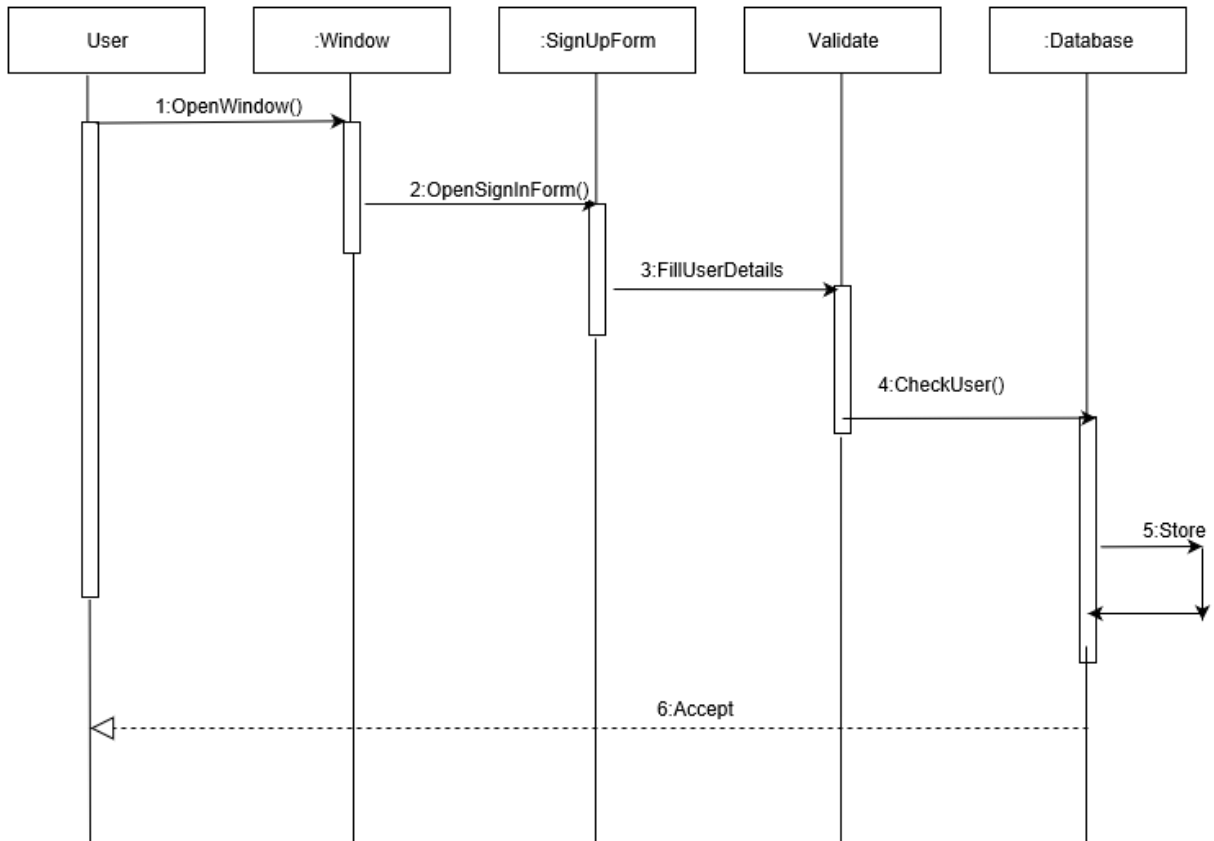 User
:Window
:SignUpForm
Validate
:Database
1:OpenWindow()
2:OpenSignInForm()
3:FillUserDetails
4:CheckUser()
5:Store
6:Accept